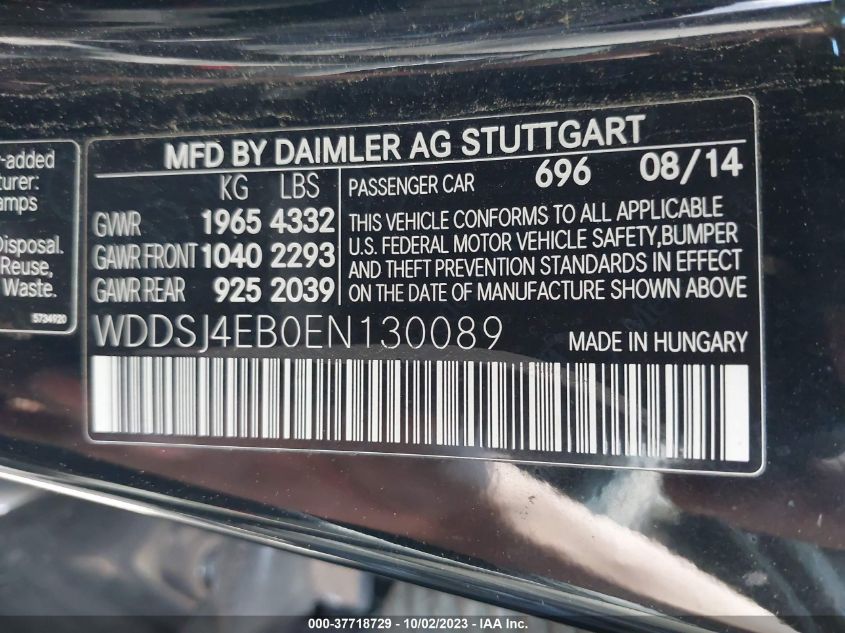 r-added
turer:
amps
Disposal.
Reuse,
Waste.
5734920
MFD BY DAIMLER AG STUTTGART
KG LBS
GVWR 1965 4332
GAWR FRONT 1040 2293
GAWR REAR 925 2039
PASSENGER CAR 696 08/14
THIS VEHICLE CONFORMS TO ALL APPLICABLE
U.S. FEDERAL MOTOR VEHICLE SAFETY,BUMPER
AND THEFT PREVENTION STANDARDS IN EFFECT
ON THE DATE OF MANUFACTURE SHOWN ABOVE
WDDSJ4EB0EN130089 MADE IN HUNGARY
000-37718729 - 10/02/2023 - IAA Inc.